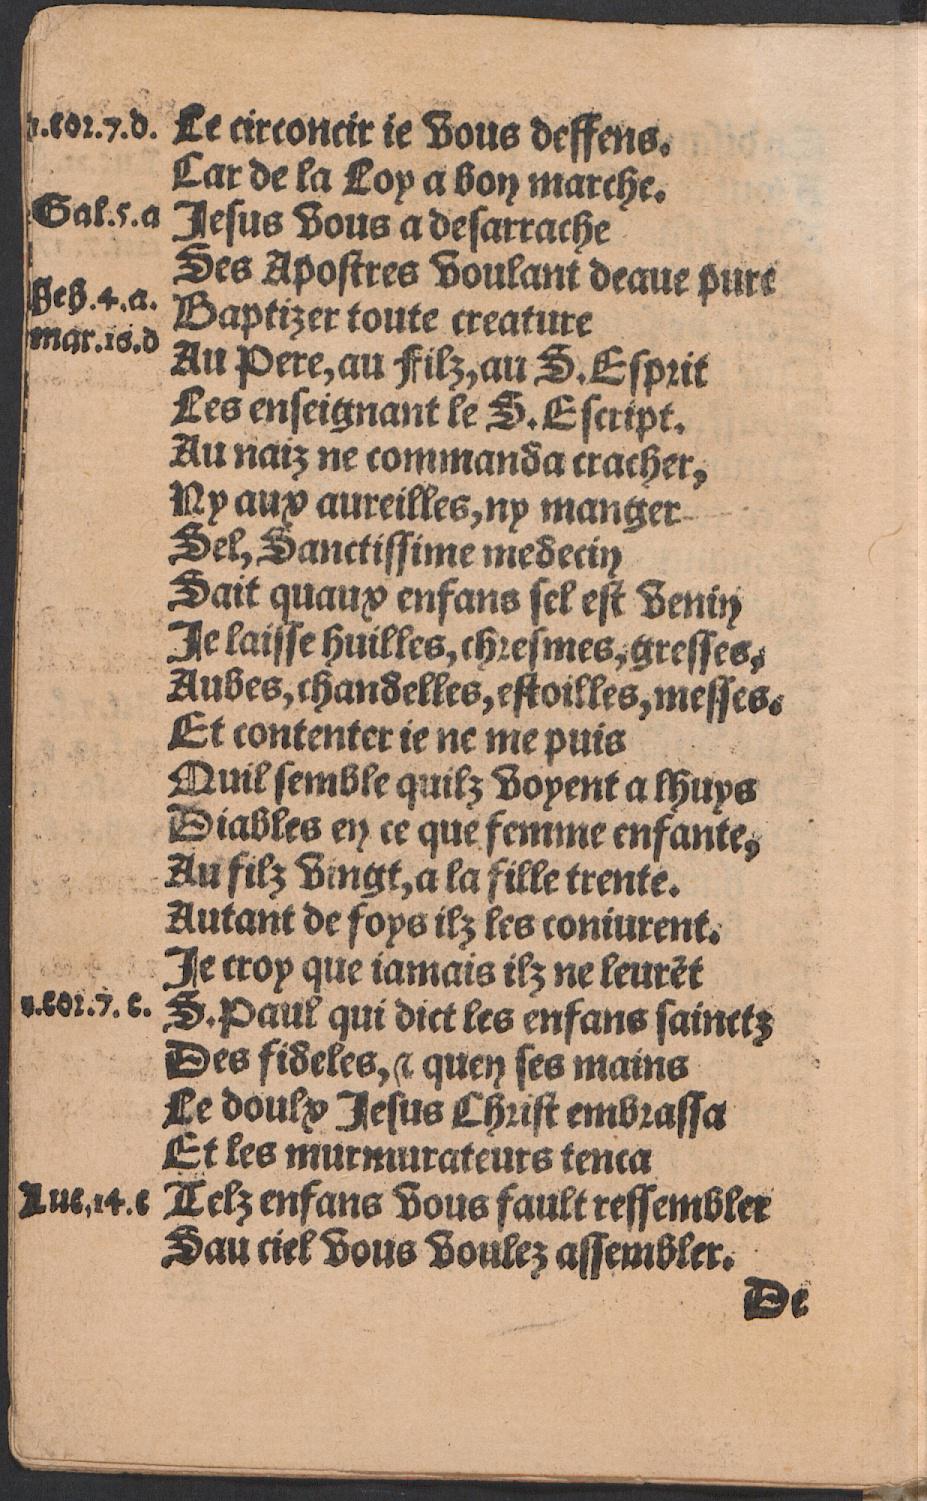 1.cor.7.d. Le circoncir ie vous deffens.
Car de la Loy a bon marche.
Gal.5.a Jesus vous a desarrache
Ses Apostres voulant deaue pure
Heb.4.a. Baptizer toute creature
mar.16.d Au Pere, au Filz, au S. Esprit
Les enseignant le S. Escript.
Au naiz ne commanda cracher,
Ny aux aureilles, ny manger
Sel, Sanctissime medecin
Sait quaux enfans sel est venin
Je laisse huilles, chresmes, gresses,
Aubes, chandelles, estoilles, messes.
Et contenter ie ne me puis
Quil semble quilz voyent a lhuys
Diables en ce que femme enfante,
Au filz vingt, a la fille trente.
Autant de foys ilz les coniurent.
Je croy que iamais ilz ne leurẽt
1.cor.7.c. S. Paul qui dict les enfans sainctz
Des fideles, & quen ses mains
Le doulx Jesus Christ embrassa
Et les murmurateurs tenca
Luc,14.c Telz enfans vous fault ressembler
Sau ciel vous voulez assembler.
De